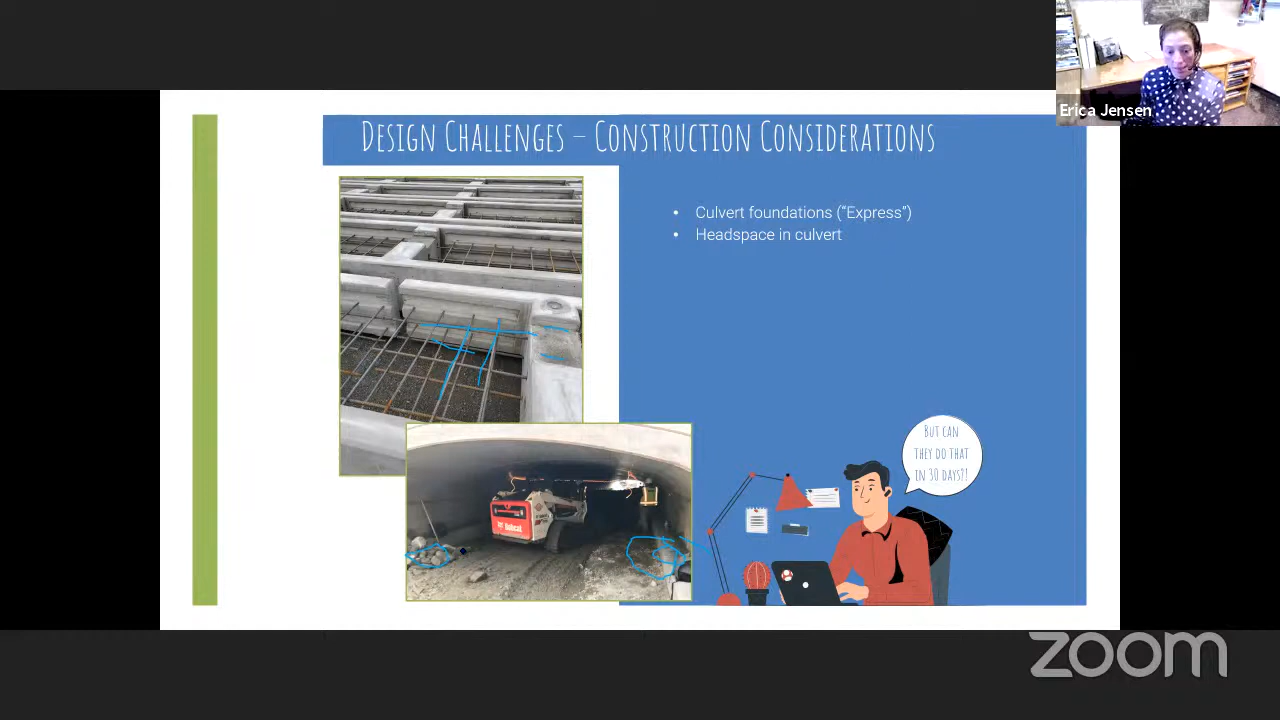 Erica Jensen
DESIGN CHALLENGES – CONSTRUCTION CONSIDERATIONS
• Culvert foundations (“Express”)
• Headspace in culvert
BUT CAN
THEY DO THAT
IN 30 DAYS?!
Bobcat
zoom